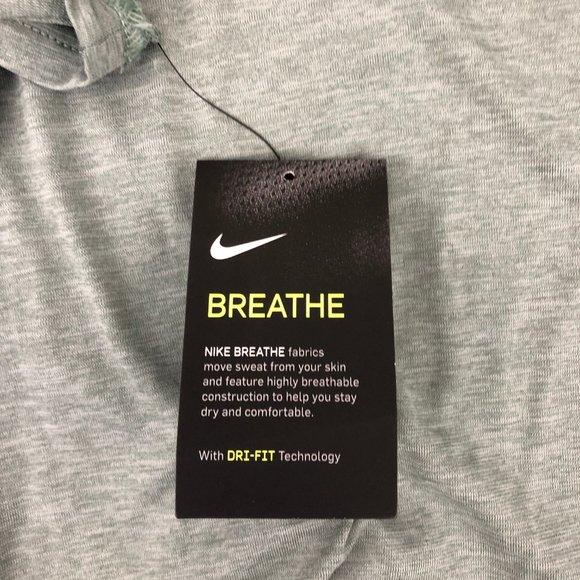 BREATHE
NIKE BREATHE fabrics
move sweat from your skin
and feature highly breathable
construction to help you stay
dry and comfortable.
With DRI-FIT Technology